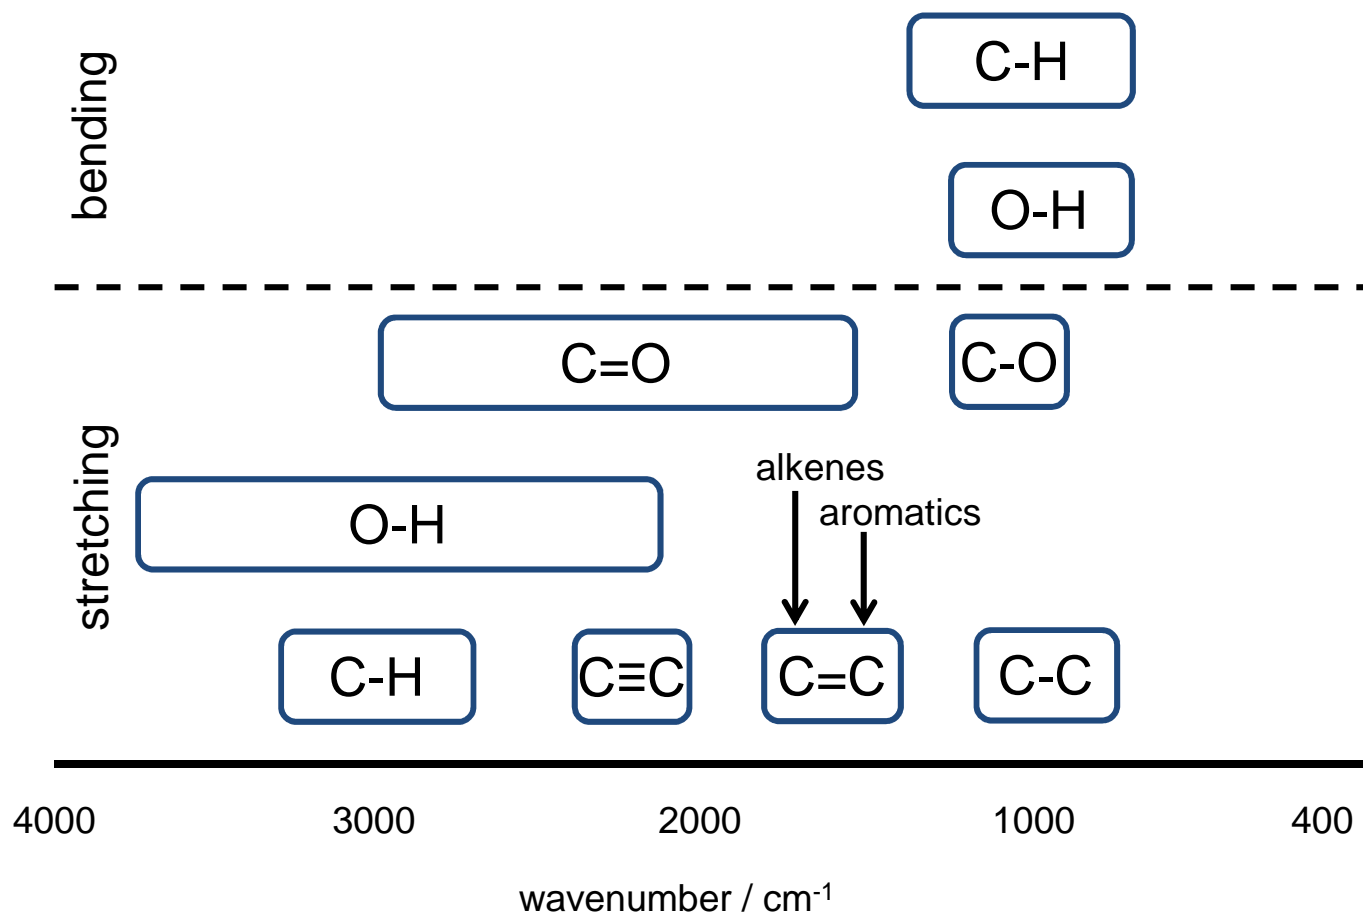 bending
C-H
O-H
stretching
C=O
C-O
alkenes
aromatics
O-H
C-H
C≡C
C=C
C-C
4000 3000 2000 1000 400
wavenumber / cm⁻¹